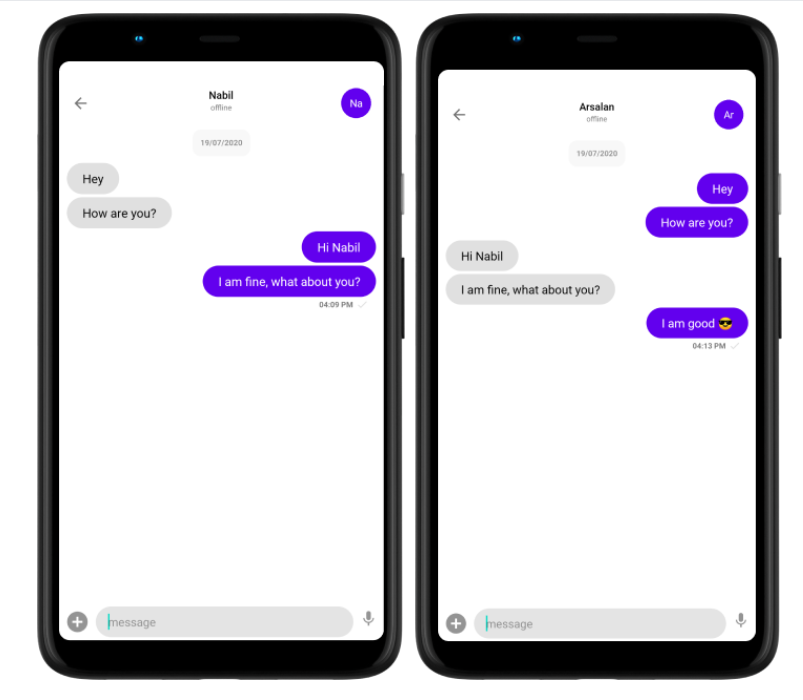 Nabil
offline
Na
19/07/2020
Hey
How are you?
Hi Nabil
I am fine, what about you?
04:09 PM
message
Arsalan
offline
Ar
19/07/2020
Hey
How are you?
Hi Nabil
I am fine, what about you?
I am good 😎
04:13 PM
message